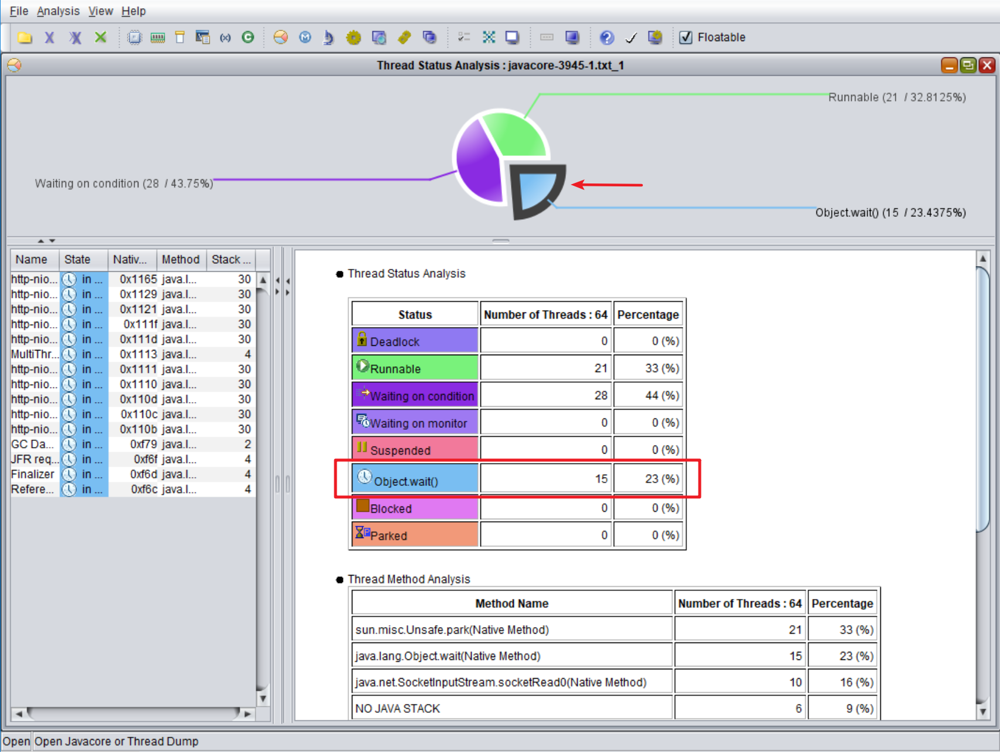 File Analysis View Help
Floatable
Thread Status Analysis : javacore-3945-1.txt_1
Runnable (21 / 32.8125%)
Waiting on condition (28 / 43.75%)
Object.wait() (15 / 23.4375%)
Name State Nativ... Method Stack ...
http-nio... in ... 0x1165 java.l... 30
http-nio... in ... 0x1129 java.l... 30
http-nio... in ... 0x1121 java.l... 30
http-nio... in ... 0x111f java.l... 30
http-nio... in ... 0x111d java.l... 30
MultiThr... in ... 0x1113 java.l... 4
http-nio... in ... 0x1111 java.l... 30
http-nio... in ... 0x1110 java.l... 30
http-nio... in ... 0x110d java.l... 30
http-nio... in ... 0x110c java.l... 30
http-nio... in ... 0x110b java.l... 30
GC Da... in ... 0xf79 java.l... 2
JFR req... in ... 0xf6f java.l... 4
Finalizer in ... 0xf6d java.l... 4
Refere... in ... 0xf6c java.l... 4
Thread Status Analysis
Status Number of Threads : 64 Percentage
Deadlock 0 0 (%)
Runnable 21 33 (%)
Waiting on condition 28 44 (%)
Waiting on monitor 0 0 (%)
Suspended 0 0 (%)
Object.wait() 15 23 (%)
Blocked 0 0 (%)
Parked 0 0 (%)
Thread Method Analysis
Method Name Number of Threads : 64 Percentage
sun.misc.Unsafe.park(Native Method) 21 33 (%)
java.lang.Object.wait(Native Method) 15 23 (%)
java.net.SocketInputStream.socketRead0(Native Method) 10 16 (%)
NO JAVA STACK 6 9 (%)
Open Open Javacore or Thread Dump